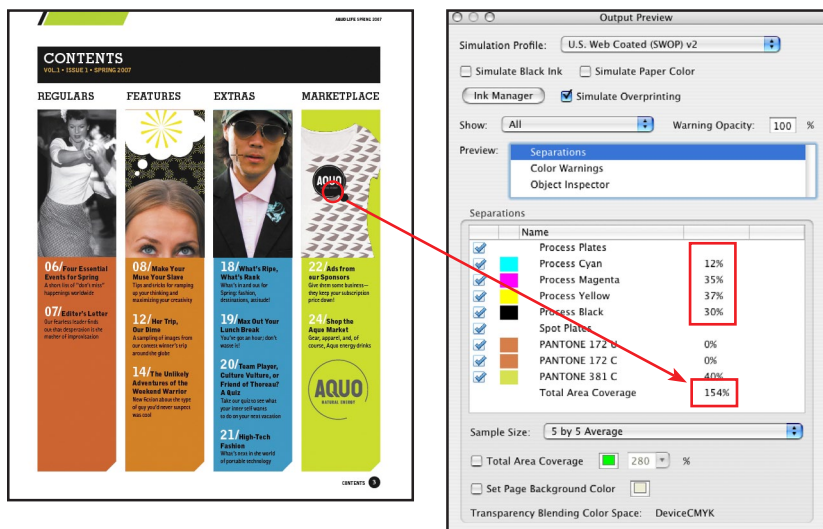 AQUO LIFE SPRING 2007
CONTENTS
VOL.1 • ISSUE 1 • SPRING 2007
REGULARS
06/Four Essential
Events for Spring
A short list of "don't miss"
happenings worldwide
07/Editor's Letter
Our fearless leader finds
out that desperation is the
mother of improvization
FEATURES
08/Make Your
Muse Your Slave
Tips and tricks for ramping
up your thinking and
maximizing your creativity
12/Her Trip,
Our Dime
A sampling of images from
our contest winner's trip
around the globe
14/The Unlikely
Adventures of the
Weekend Warrior
New fiction about the type
of guy you'd never suspect
was cool
EXTRAS
18/What's Ripe,
What's Rank
What's in and out for
Spring: fashion,
destinations, attitude!
19/Max Out Your
Lunch Break
You've got an hour; don't
waste it!
20/Team Player,
Culture Vulture, or
Friend of Thoreau?
A Quiz
Take our quiz to see what
your inner self wants
to do on your next vacation
21/High-Tech
Fashion
What's next in the world
of portable technology
MARKETPLACE
AQUO
22/Ads from
our Sponsors
Give them some business—
they keep your subscription
price down!
24/Shop the
Aquo Market
Gear, apparel, and, of
course, Aquo energy drinks
AQUO
NATURAL ENERGY
CONTENTS 3
Output Preview
Simulation Profile: U.S. Web Coated (SWOP) v2
Simulate Black Ink Simulate Paper Color
Ink Manager Simulate Overprinting
Show: All Warning Opacity: 100 %
Preview: Separations
Color Warnings
Object Inspector
Separations
Name
Process Plates
Process Cyan 12%
Process Magenta 35%
Process Yellow 37%
Process Black 30%
Spot Plates
PANTONE 172 U 0%
PANTONE 172 C 0%
PANTONE 381 C 40%
Total Area Coverage 154%
Sample Size: 5 by 5 Average
Total Area Coverage 280 %
Set Page Background Color
Transparency Blending Color Space: DeviceCMYK